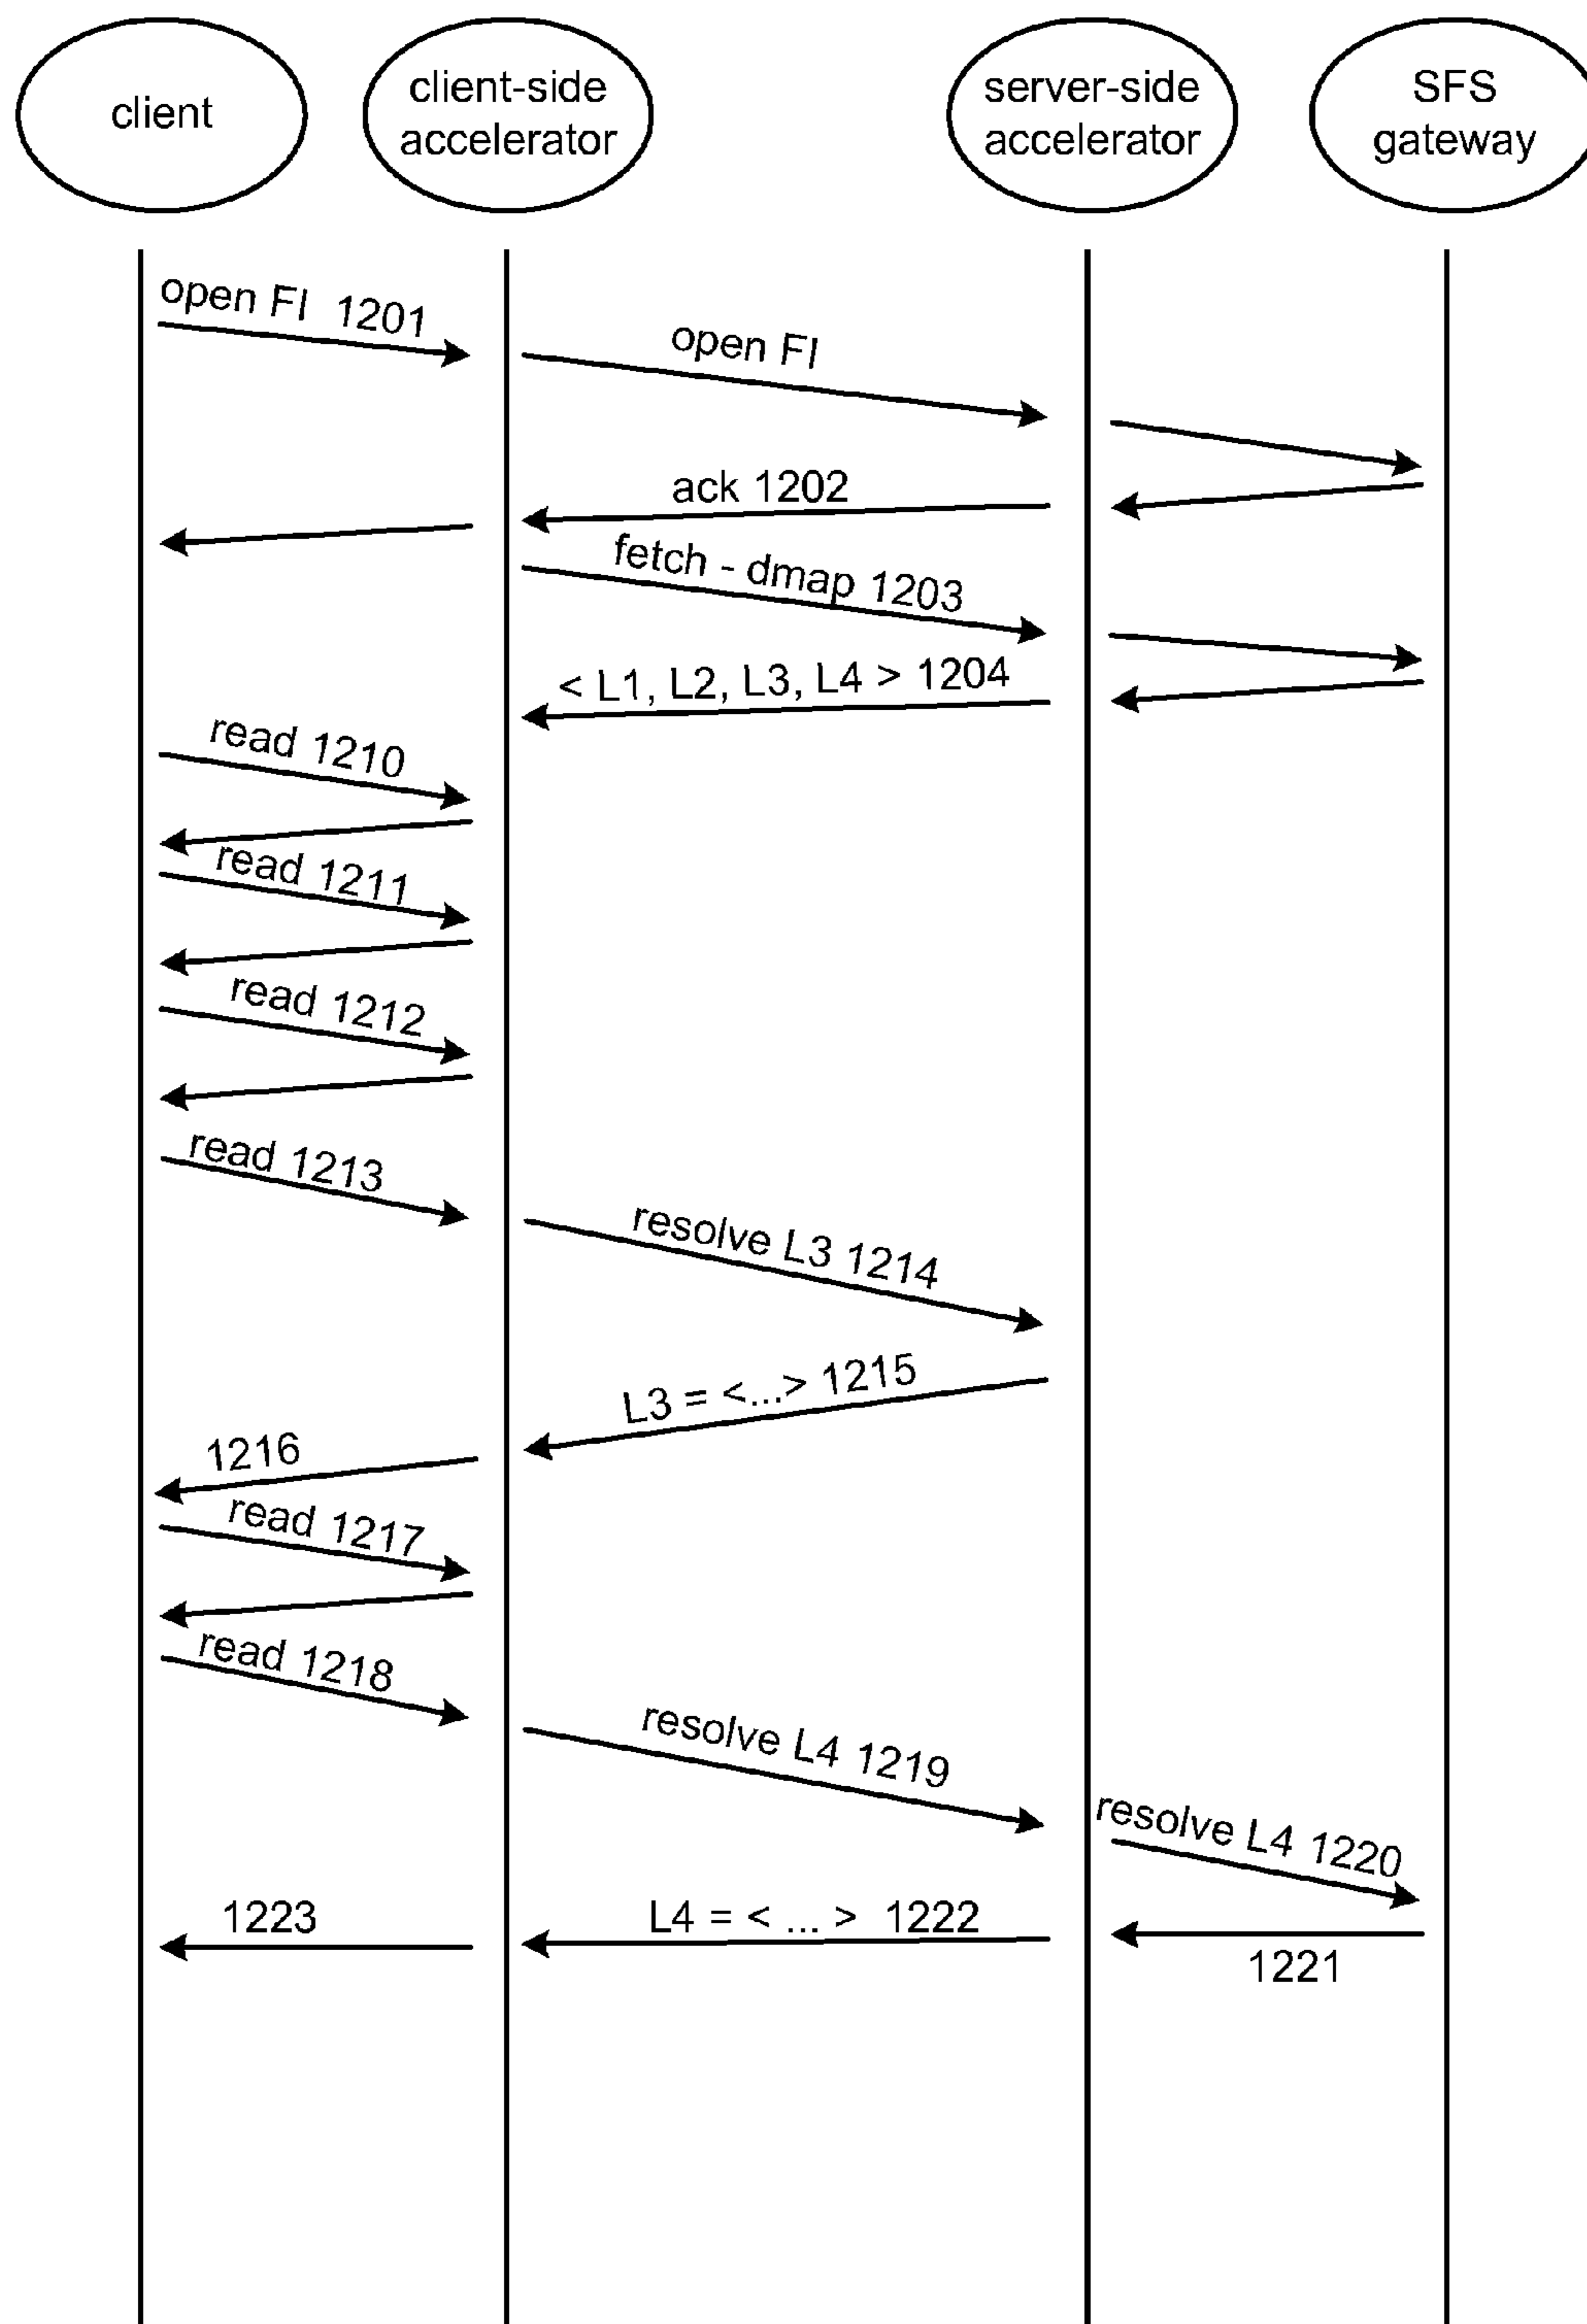 client
client-side
accelerator
server-side
accelerator
SFS
gateway
open FI 1201
open FI
ack 1202
fetch - dmap 1203
< L1, L2, L3, L4 > 1204
read 1210
read 1211
read 1212
read 1213
resolve L3 1214
L3 = <...> 1215
1216
read 1217
read 1218
resolve L4 1219
resolve L4 1220
1223
L4 = < ... > 1222
1221